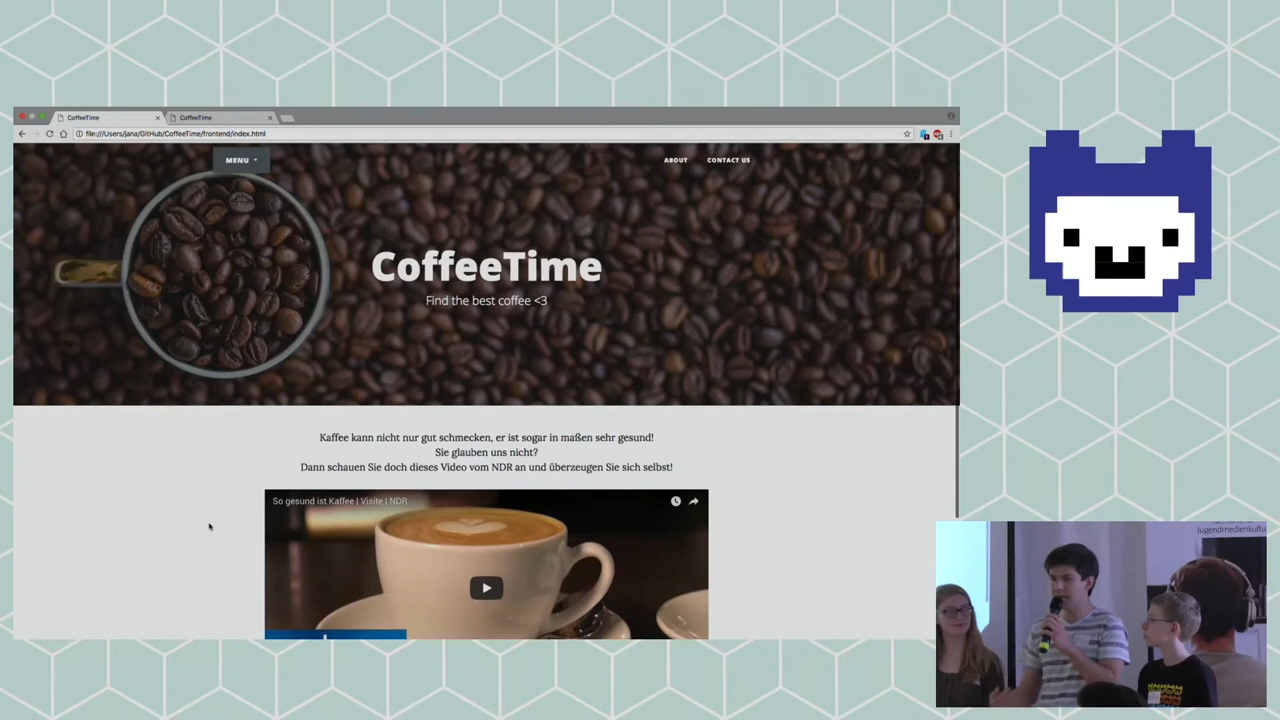 CoffeeTime
CoffeeTime
file:///Users/jana/GitHub/CoffeeTime/frontend/index.html
MENU
ABOUT
CONTACT US
CoffeeTime
Find the best coffee <3
Kaffee kann nicht nur gut schmecken, er ist sogar in maßen sehr gesund!
Sie glauben uns nicht?
Dann schauen Sie doch dieses Video vom NDR an und überzeugen Sie sich selbst!
So gesund ist Kaffee | Visite | NDR
Jugendmedienkultu